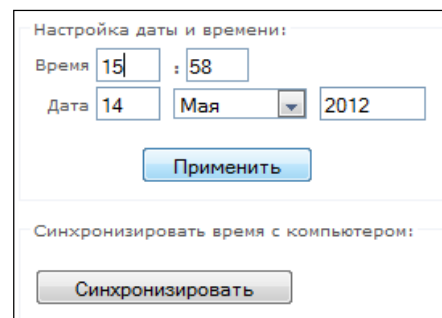 Настройка даты и времени:
Время 15 : 58
Дата 14 Мая 2012
Применить
Синхронизировать время с компьютером:
Синхронизировать